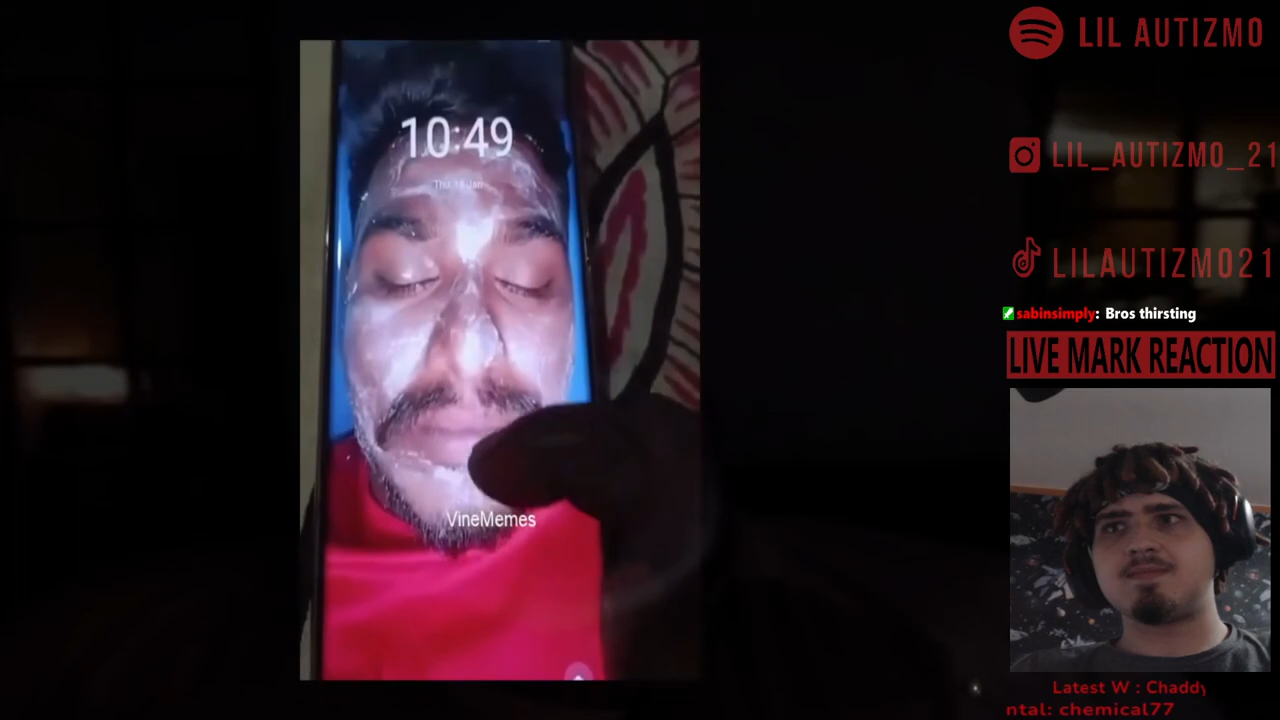 10:49
VineMemes
LIL AUTIZMO
LIL_AUTIZMO_21
LILAUTIZMO21
sabinsimply: Bros thirsting
LIVE MARK REACTION
Latest W : Chaddy
ntal: chemical77